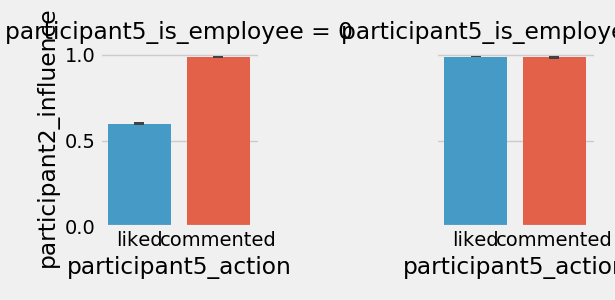 participant5_is_employee = 0
participant5_is_employe
participant2_influence
1.0
0.5
0.0
liked
commented
liked
commented
participant5_action
participant5_action